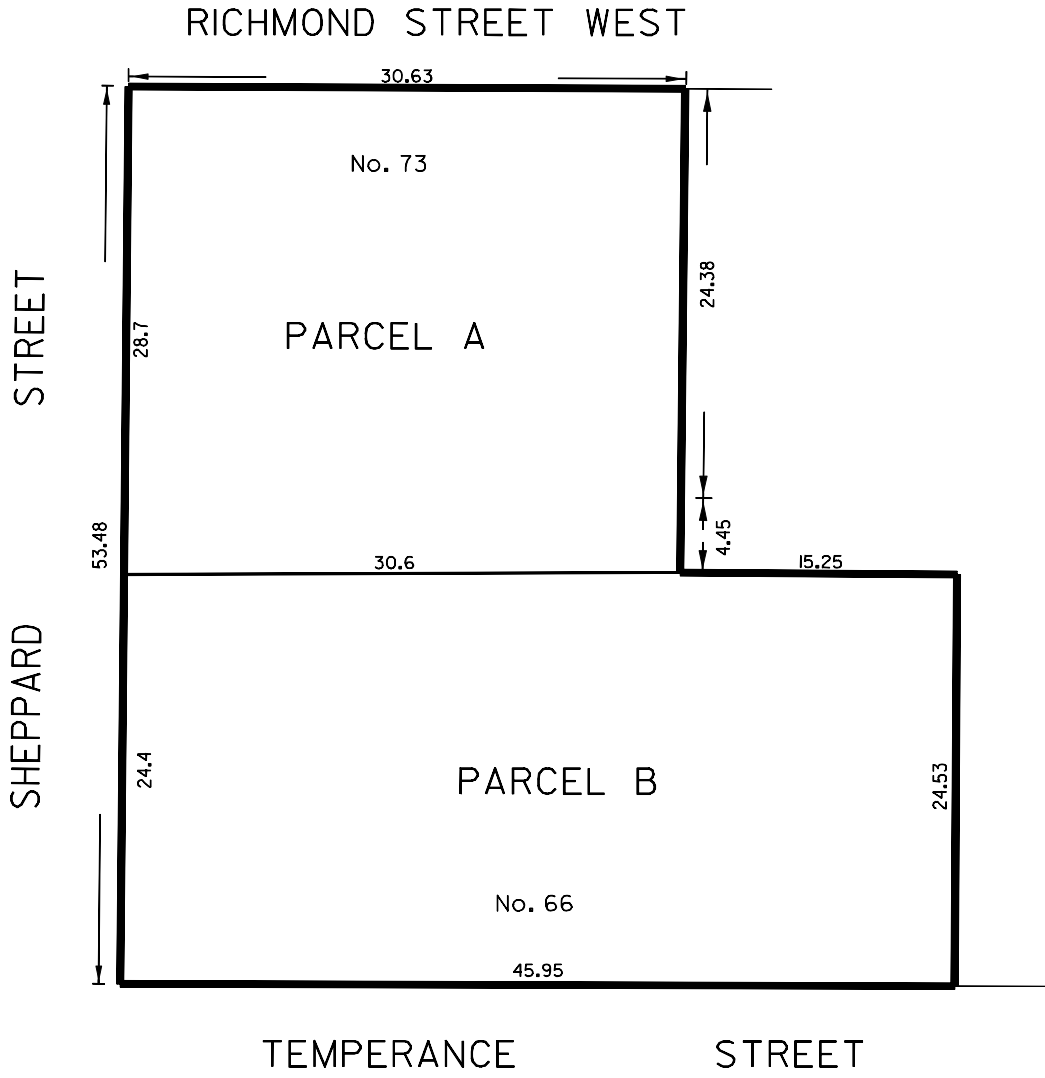 RICHMOND STREET WEST
30.63
No. 73
24.38
STREET
28.7
PARCEL A
53.48
4.45
30.6
15.25
SHEPPARD
24.4
PARCEL B
24.53
No. 66
45.95
TEMPERANCE STREET